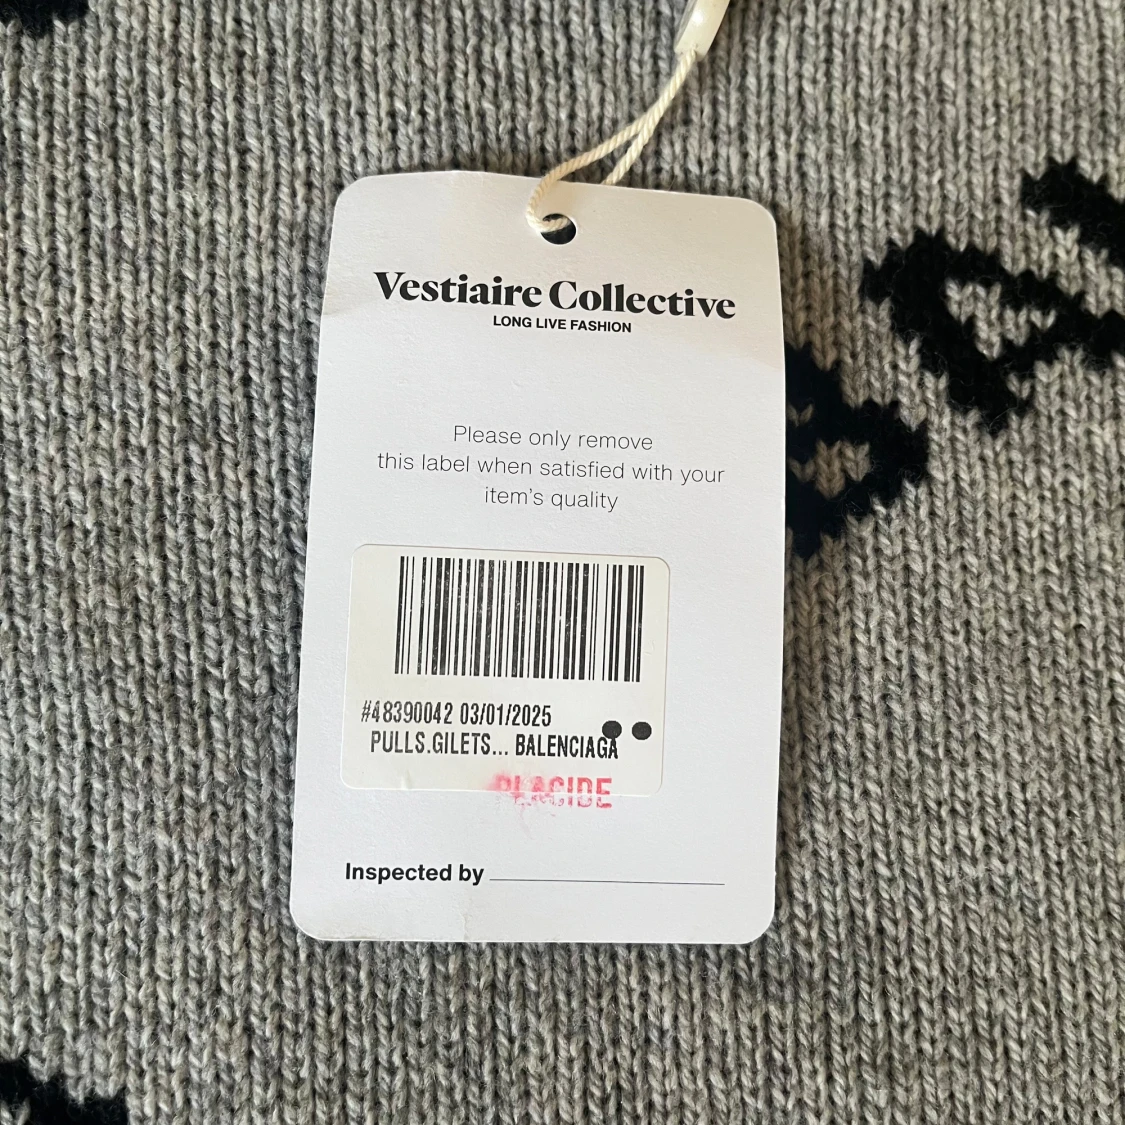 Vestiaire Collective
LONG LIVE FASHION
Please only remove
this label when satisfied with your
item's quality
#48390042 03/01/2025
PULLS.GILETS... BALENCIAGA
PLACIDE
Inspected by